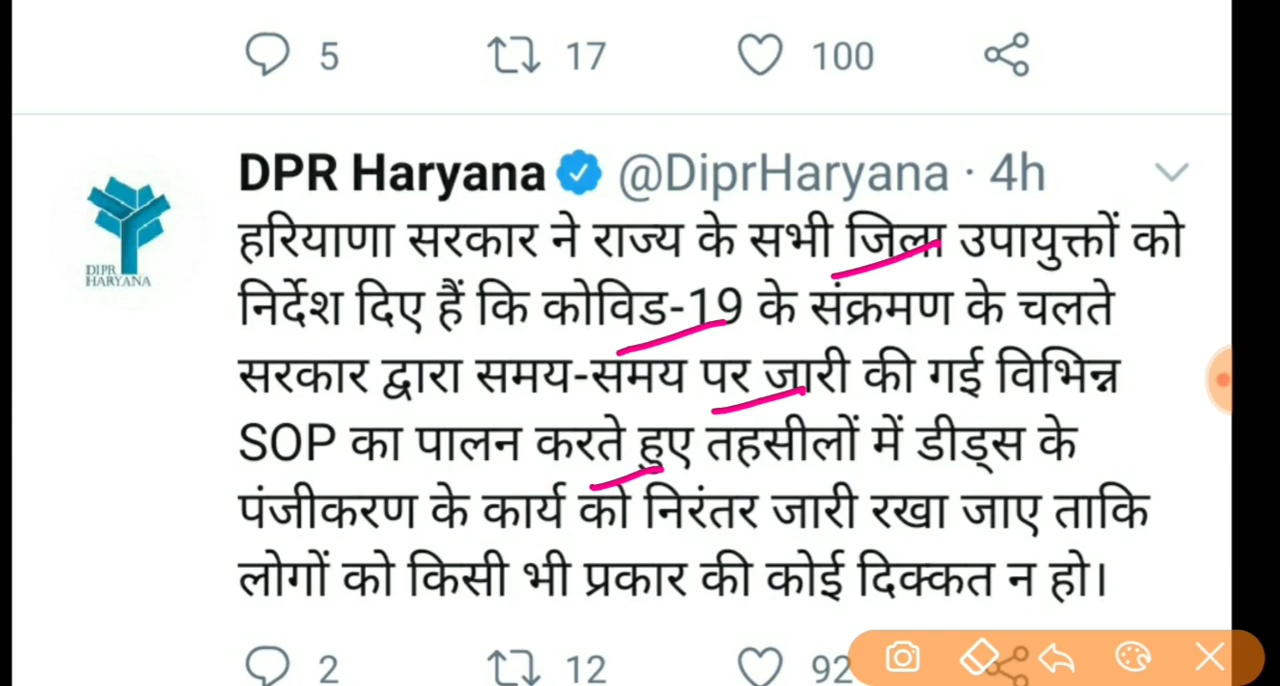 5 17 100
DPR Haryana @DiprHaryana · 4h
DIPR
HARYANA
हरियाणा सरकार ने राज्य के सभी जिला उपायुक्तों को
निर्देश दिए हैं कि कोविड-19 के संक्रमण के चलते
सरकार द्वारा समय-समय पर जारी की गई विभिन्न
SOP का पालन करते हुए तहसीलों में डीड्स के
पंजीकरण के कार्य को निरंतर जारी रखा जाए ताकि
लोगों को किसी भी प्रकार की कोई दिक्कत न हो।
2 12 92